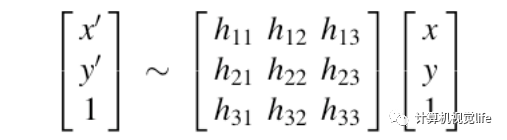 x′ h₁₁ h₁₂ h₁₃ x
y′ ∼ h₂₁ h₂₂ h₂₃ y
1 h₃₁ h₃₂ h₃₃ 1
计算机视觉life